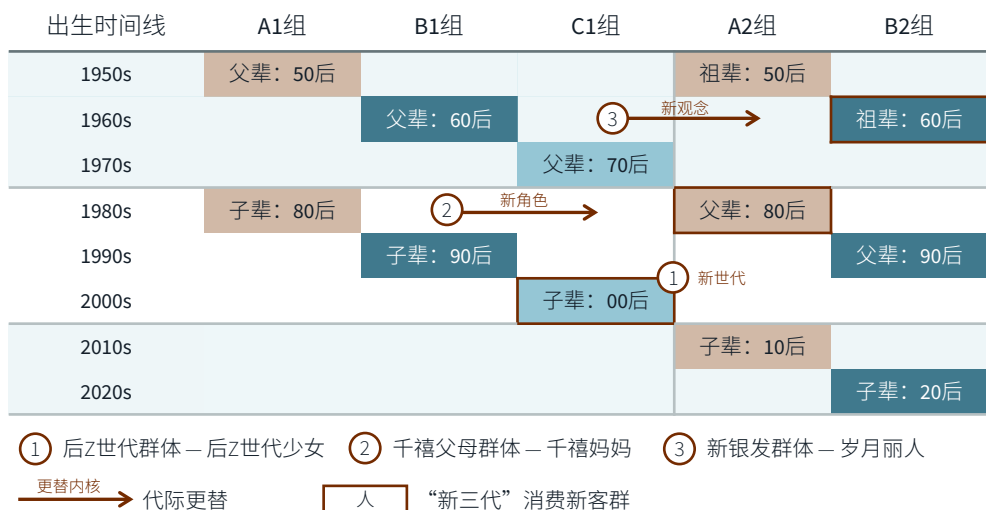 出生时间线 A1组 B1组 C1组 A2组 B2组
1950s 父辈：50后 祖辈：50后
1960s 父辈：60后 3 新观念 祖辈：60后
1970s 父辈：70后
1980s 子辈：80后 2 新角色 父辈：80后
1990s 子辈：90后 父辈：90后
1 新世代
2000s 子辈：00后
2010s 子辈：10后
2020s 子辈：20后
1 后Z世代群体 — 后Z世代少女 2 千禧父母群体 — 千禧妈妈 3 新银发群体 — 岁月丽人
更替内核 代际更替 人 “新三代”消费新客群